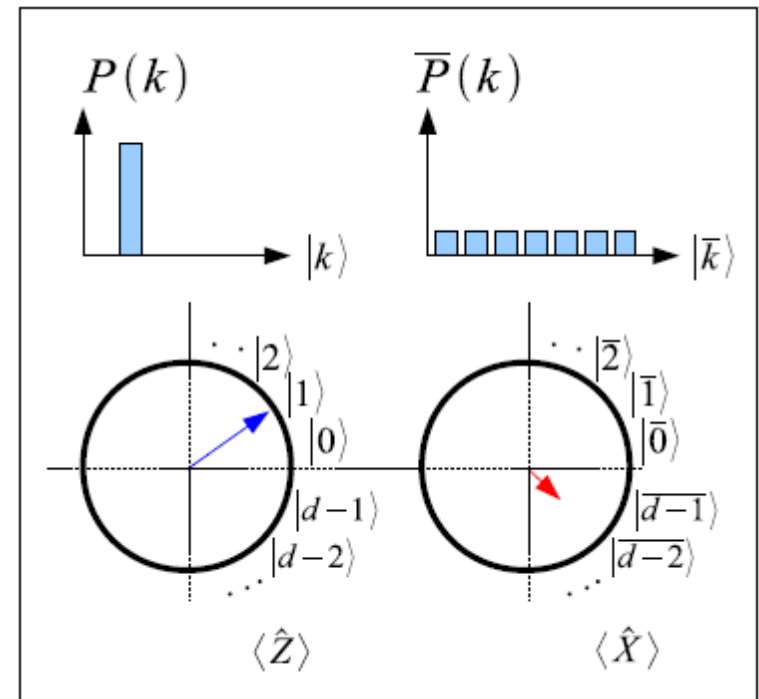 P(k) P̅(k)
|k⟩ |k̅⟩
⋱ |2⟩ ⋱ |2̅⟩
|1⟩ |1̅⟩
|0⟩ |0̅⟩
|d−1⟩ |d̅−̅1̅⟩
|d−2⟩ |d̅−̅2̅⟩
⋰ ⋰
⟨Ẑ⟩ ⟨X̂⟩